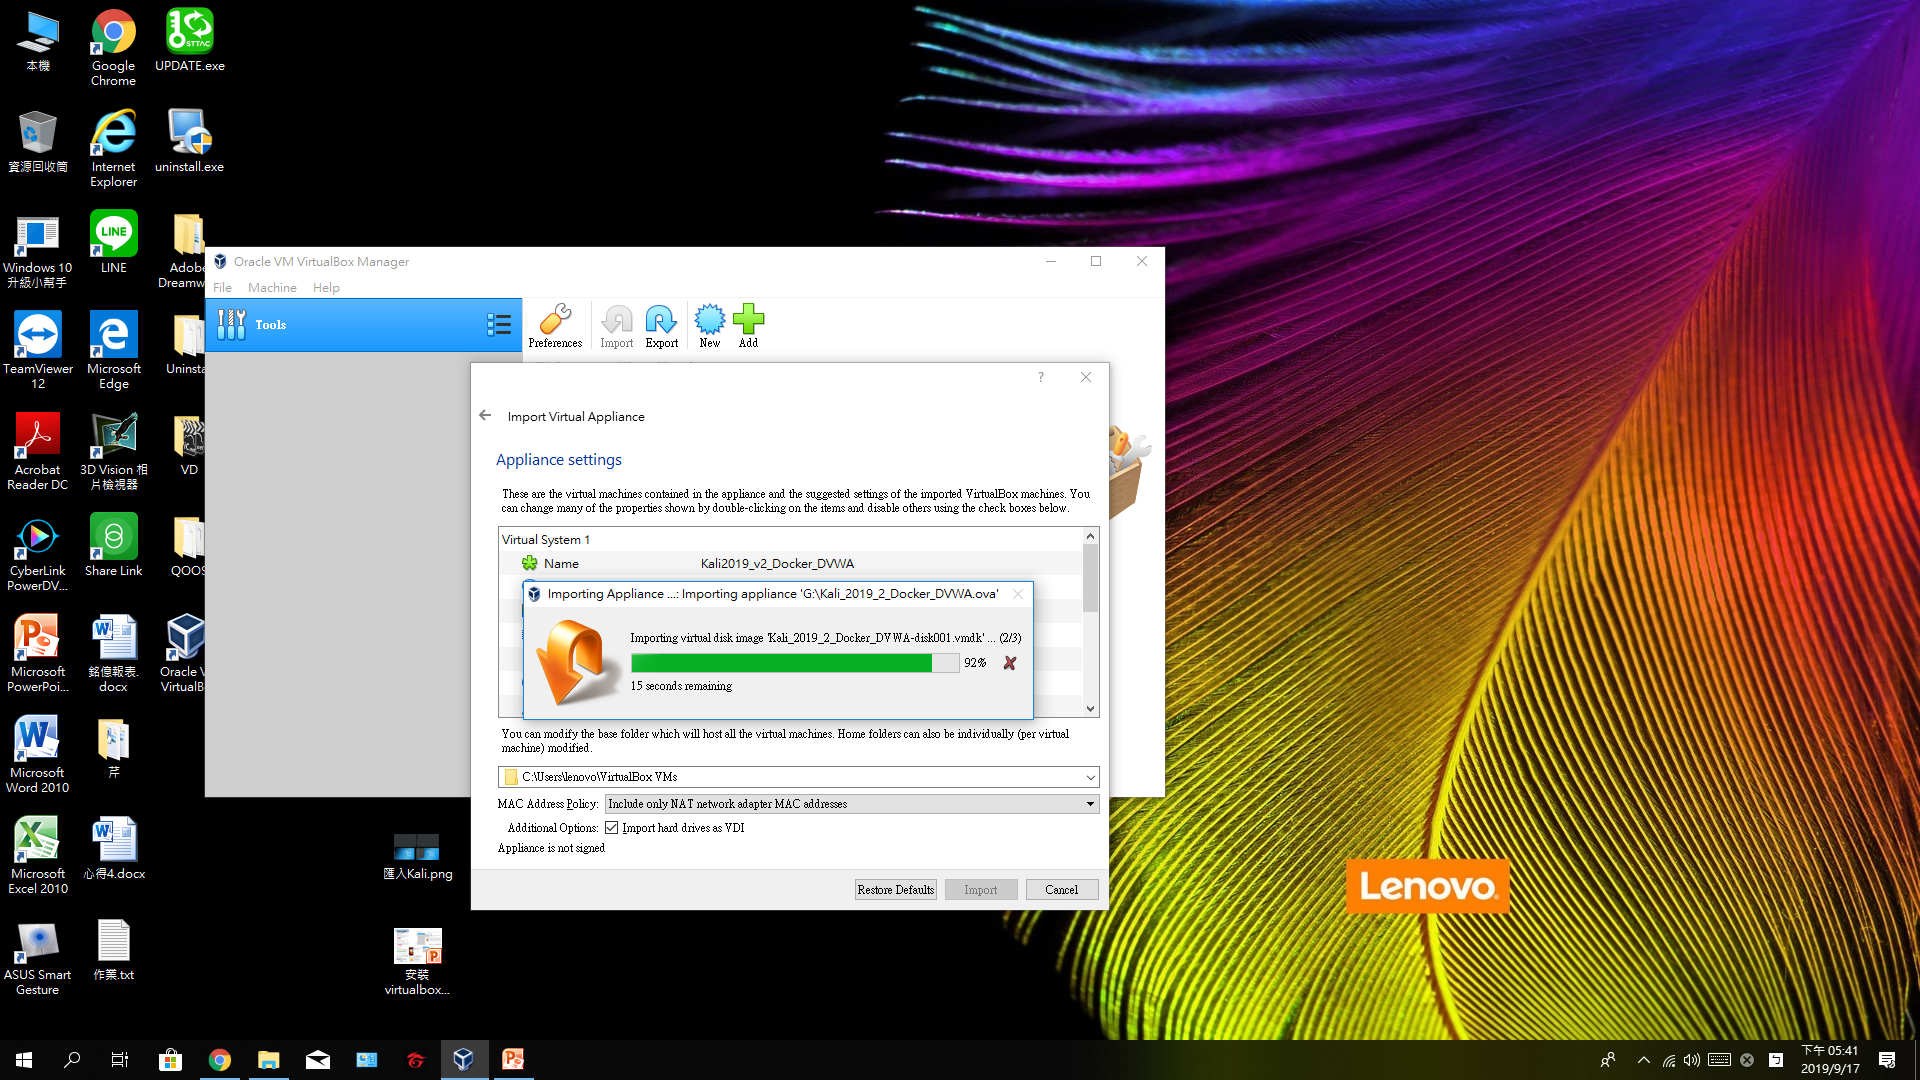 本機
Google
Chrome
UPDATE.exe
資源回收筒
Internet
Explorer
uninstall.exe
Windows 10
升級小幫手
LINE
LINE
Adobe
Dreamw
TeamViewer
12
Microsoft
Edge
Uninsta
Acrobat
Reader DC
3D Vision 相
片檢視器
VD
CyberLink
PowerDV...
Share Link
QOOS
Microsoft
PowerPoi...
銘億報表.
docx
Oracle V
VirtualB
Microsoft
Word 2010
芹
Microsoft
Excel 2010
心得4.docx
ASUS Smart
Gesture
作業.txt
匯入Kali.png
安裝
virtualbox...
Oracle VM VirtualBox Manager
File Machine Help
Tools
Preferences Import Export New Add
?
Import Virtual Appliance
Appliance settings
These are the virtual machines contained in the appliance and the suggested settings of the imported VirtualBox machines. You
can change many of the properties shown by double-clicking on the items and disable others using the check boxes below.
Virtual System 1
Name Kali2019_v2_Docker_DVWA
Importing Appliance ...: Importing appliance 'G:\Kali_2019_2_Docker_DVWA.ova'
Importing virtual disk image 'Kali_2019_2_Docker_DVWA-disk001.vmdk' ... (2/3)
92%
15 seconds remaining
You can modify the base folder which will host all the virtual machines. Home folders can also be individually (per virtual
machine) modified.
C:\Users\lenovo\VirtualBox VMs
MAC Address Policy: Include only NAT network adapter MAC addresses
Additional Options: Import hard drives as VDI
Appliance is not signed
Restore Defaults Import Cancel
Lenovo
下午 05:41
2019/9/17